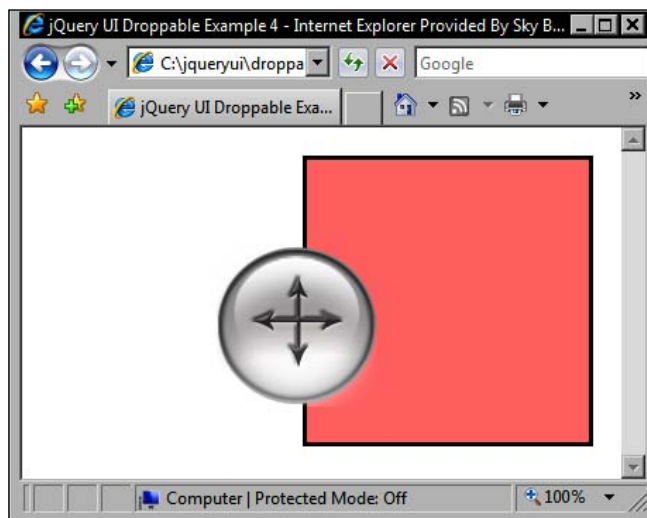 jQuery UI Droppable Example 4 - Internet Explorer Provided By Sky B...
C:\jqueryui\droppa
Google
jQuery UI Droppable Exa...
Computer | Protected Mode: Off
100%